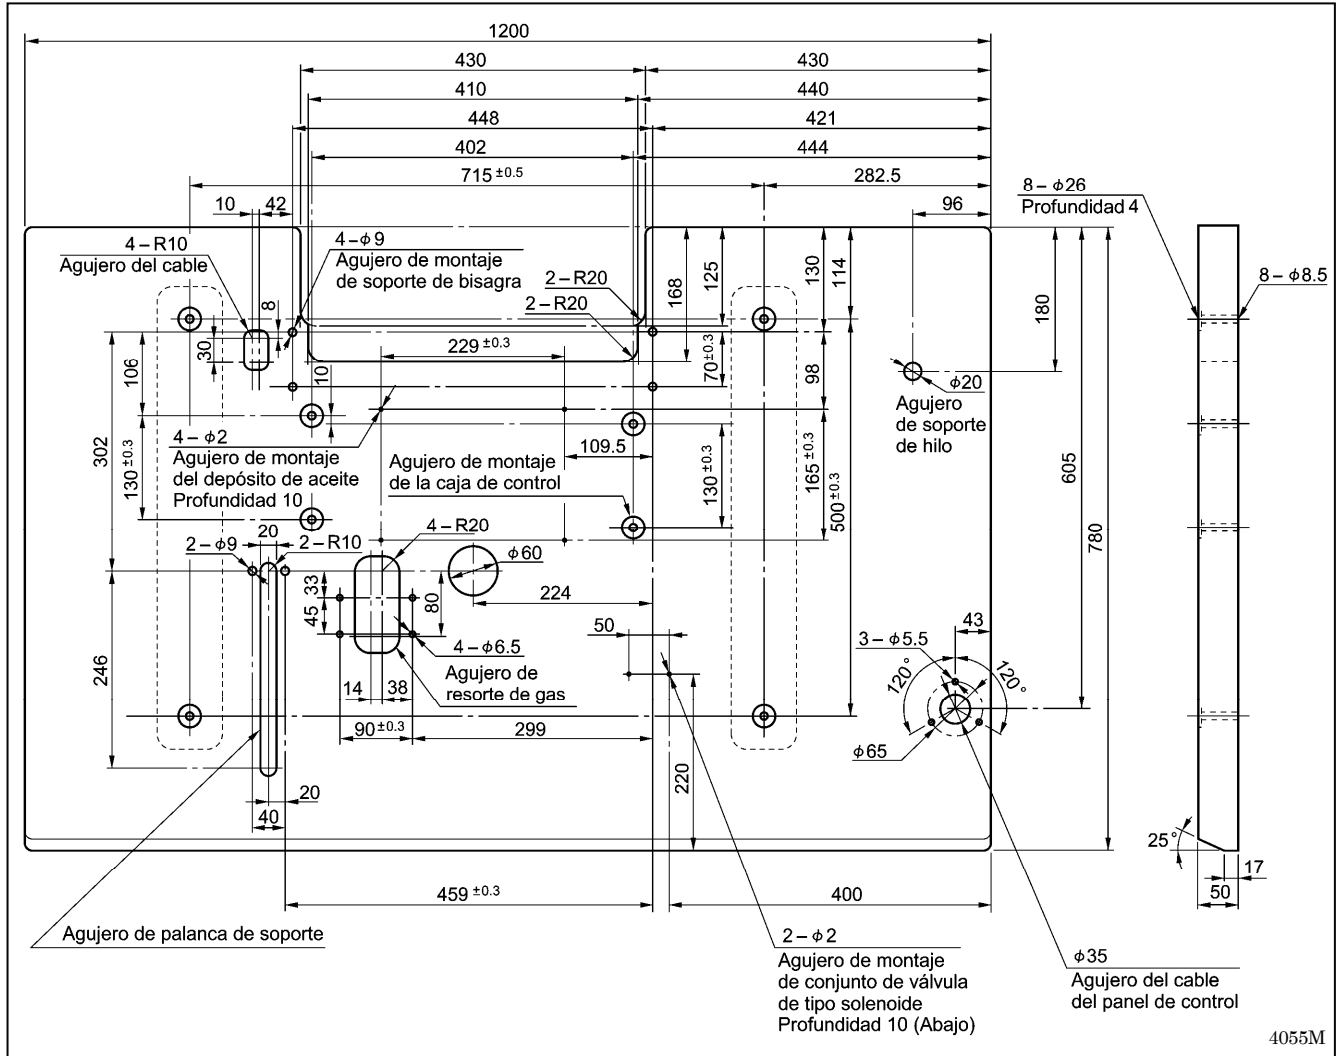 1200
430
430
410
440
448
421
402
444
715 ±0.5
282.5
10
42
96
8–φ26
Profundidad 4
4–R10
Agujero del cable
4–φ9
Agujero de montaje
de soporte de bisagra
2–R20
2–R20
8
30
168
125
130
114
180
8–φ8.5
106
229 ±0.3
10
70±0.3
98
φ20
Agujero
de soporte
de hilo
302
130±0.3
4–φ2
Agujero de montaje
del depósito de aceite
Profundidad 10
Agujero de montaje
de la caja de control
109.5
130±0.3
165±0.3
500±0.3
605
780
20
2–φ9
2–R10
4–R20
φ60
33
45
80
224
50
43
3–φ5.5
120°
120°
4–φ6.5
Agujero de
resorte de gas
246
14
38
90±0.3
299
φ65
220
20
40
25°
17
50
459 ±0.3
400
Agujero de palanca de soporte
2–φ2
Agujero de montaje
de conjunto de válvula
de tipo solenoide
Profundidad 10 (Abajo)
φ35
Agujero del cable
del panel de control
4055M